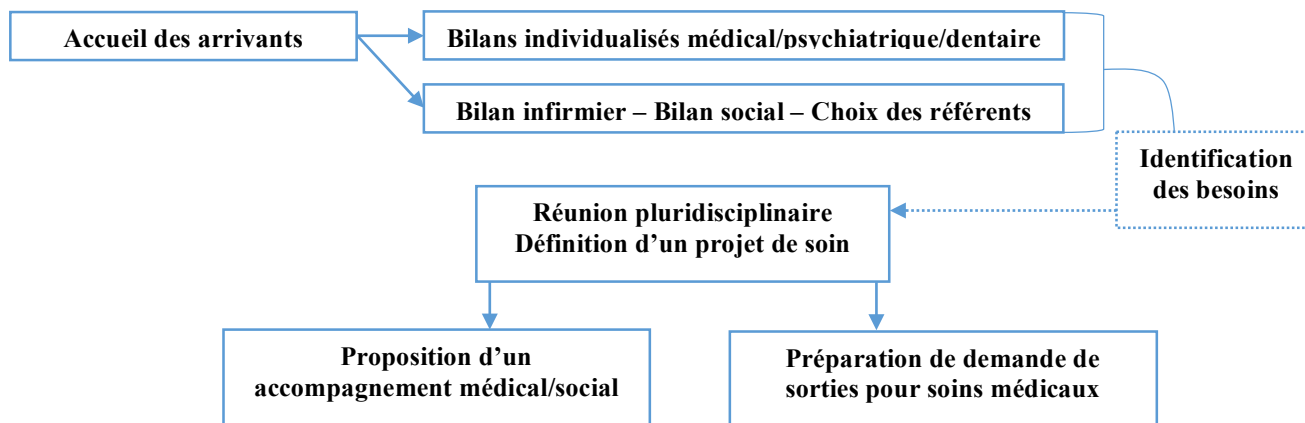 Accueil des arrivants
Bilans individualisés médical/psychiatrique/dentaire
Bilan infirmier – Bilan social – Choix des référents
Identification
des besoins
Réunion pluridisciplinaire
Définition d’un projet de soin
Proposition d’un
accompagnement médical/social
Préparation de demande de
sorties pour soins médicaux